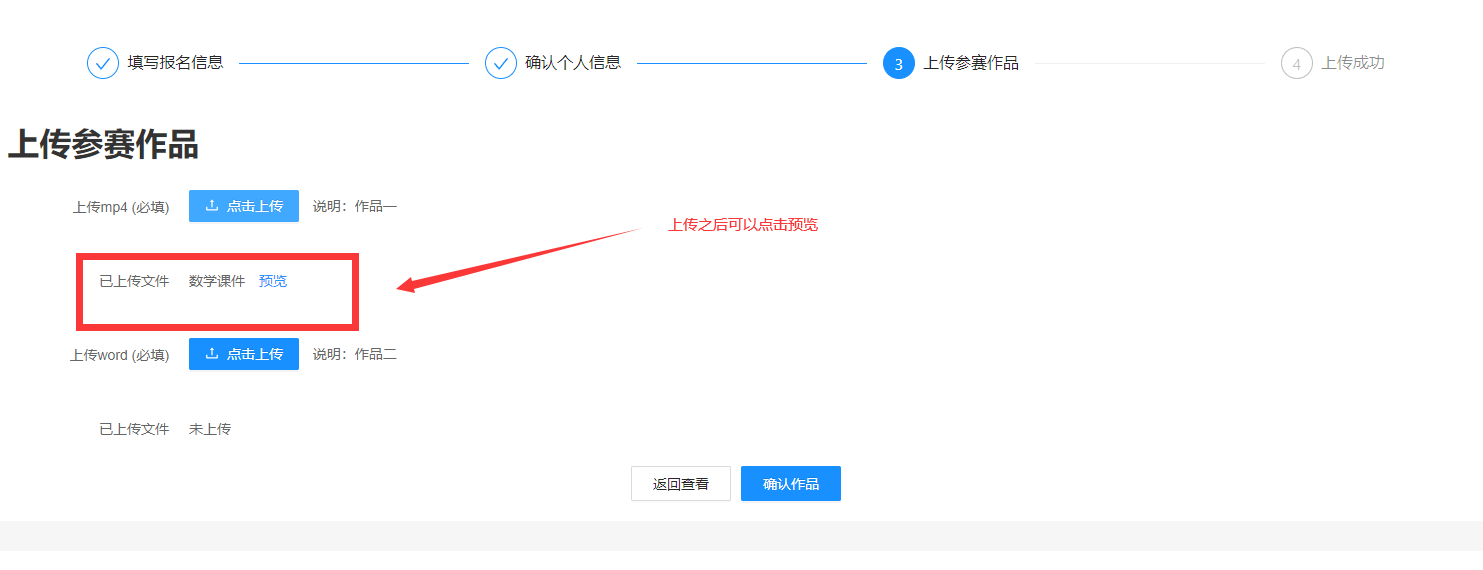 填写报名信息 确认个人信息 3 上传参赛作品 4 上传成功
上传参赛作品
上传mp4 (必填) 点击上传 说明：作品一
上传之后可以点击预览
已上传文件 数学课件 预览
上传word (必填) 点击上传 说明：作品二
已上传文件 未上传
返回查看 确认作品